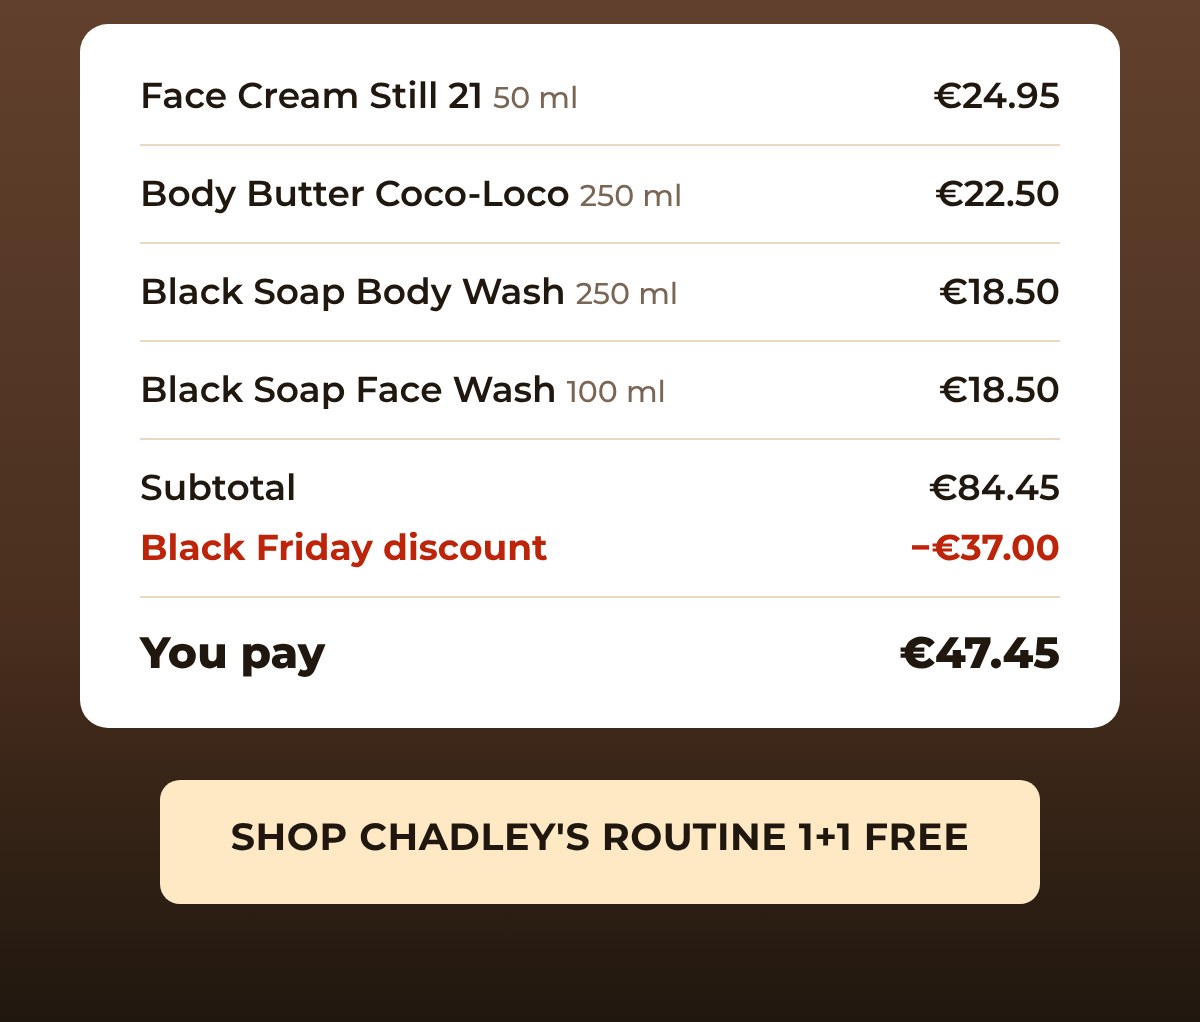 Face Cream Still 21 50 ml €24.95
Body Butter Coco-Loco 250 ml €22.50
Black Soap Body Wash 250 ml €18.50
Black Soap Face Wash 100 ml €18.50
Subtotal €84.45
Black Friday discount −€37.00
You pay €47.45
SHOP CHADLEY'S ROUTINE 1+1 FREE